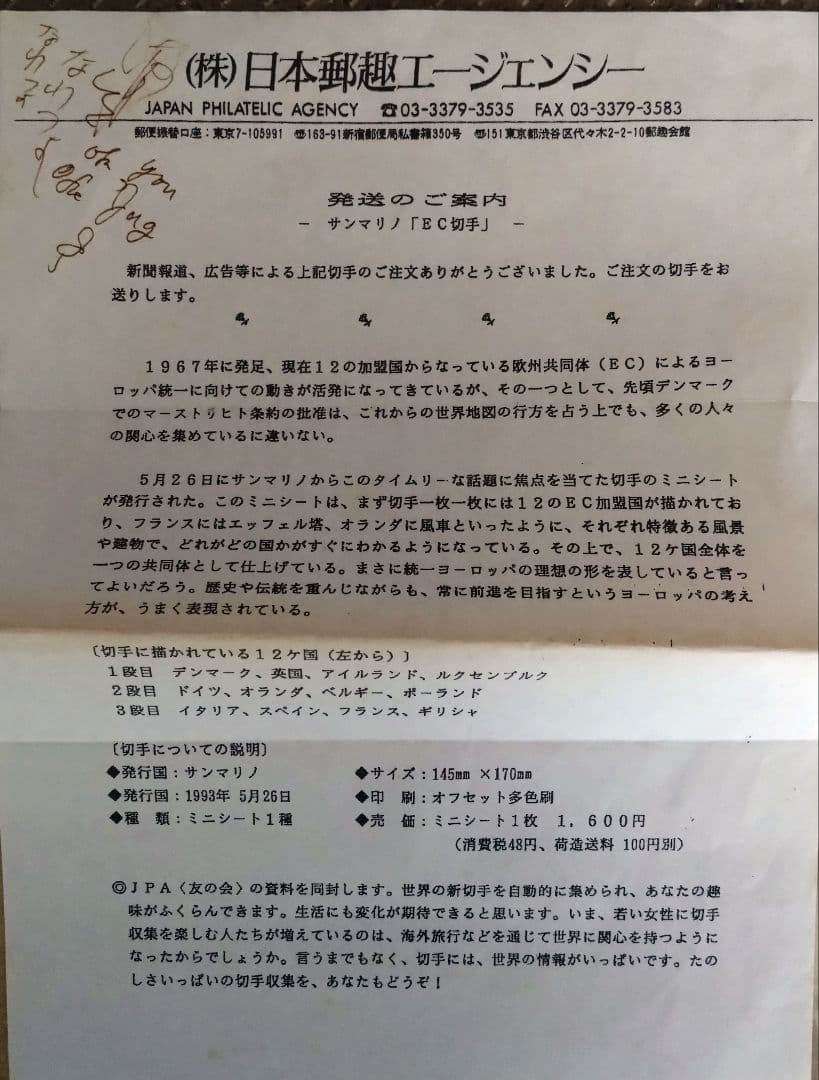 (株)日本郵趣エージェンシー
JAPAN PHILATELIC AGENCY ☎03-3379-3535 FAX 03-3379-3583
郵便振替口座：東京7-105991 〠163-91新宿郵便局私書箱350号 〠151東京都渋谷区代々木2-2-10郵趣会館
発送のご案内
－ サンマリノ「ＥＣ切手」 －
新聞報道、広告等による上記切手のご注文ありがとうございました。ご注文の切手をお
送りします。
１９６７年に発足、現在１２の加盟国からなっている欧州共同体（ＥＣ）によるヨー
ロッパ統一に向けての動きが活発になってきているが、その一つとして、先頃デンマーク
でのマーストリヒト条約の批准は、これからの世界地図の行方を占う上でも、多くの人々
の関心を集めているに違いない。
５月２６日にサンマリノからこのタイムリーな話題に焦点を当てた切手のミニシート
が発行された。このミニシートは、まず切手一枚一枚には１２のＥＣ加盟国が描かれてお
り、フランスにはエッフェル塔、オランダに風車といったように、それぞれ特徴ある風景
や建物で、どれがどの国かがすぐにわかるようになっている。その上で、１２ケ国全体を
一つの共同体として仕上げている。まさに統一ヨーロッパの理想の形を表していると言っ
てよいだろう。歴史や伝統を重んじながらも、常に前進を目指すというヨーロッパの考え
方が、うまく表現されている。
〔切手に描かれている１２ケ国（左から）〕
１段目 デンマーク、英国、アイルランド、ルクセンブルク
２段目 ドイツ、オランダ、ベルギー、ポーランド
３段目 イタリア、スペイン、フランス、ギリシャ
〔切手についての説明〕
◆発行国：サンマリノ ◆サイズ：145㎜ ×170㎜
◆発行国：1993年 5月26日 ◆印 刷：オフセット多色刷
◆種 類：ミニシート１種 ◆売 価：ミニシート１枚 １，６００円
（消費税48円、荷造送料 100円別）
◎ＪＰＡ〈友の会〉の資料を同封します。世界の新切手を自動的に集められ、あなたの趣
味がふくらんできます。生活にも変化が期待できると思います。いま、若い女性に切手
収集を楽しむ人たちが増えているのは、海外旅行などを通じて世界に関心を持つように
なったからでしょうか。言うまでもなく、切手には、世界の情報がいっぱいです。たの
しさいっぱいの切手収集を、あなたもどうぞ！